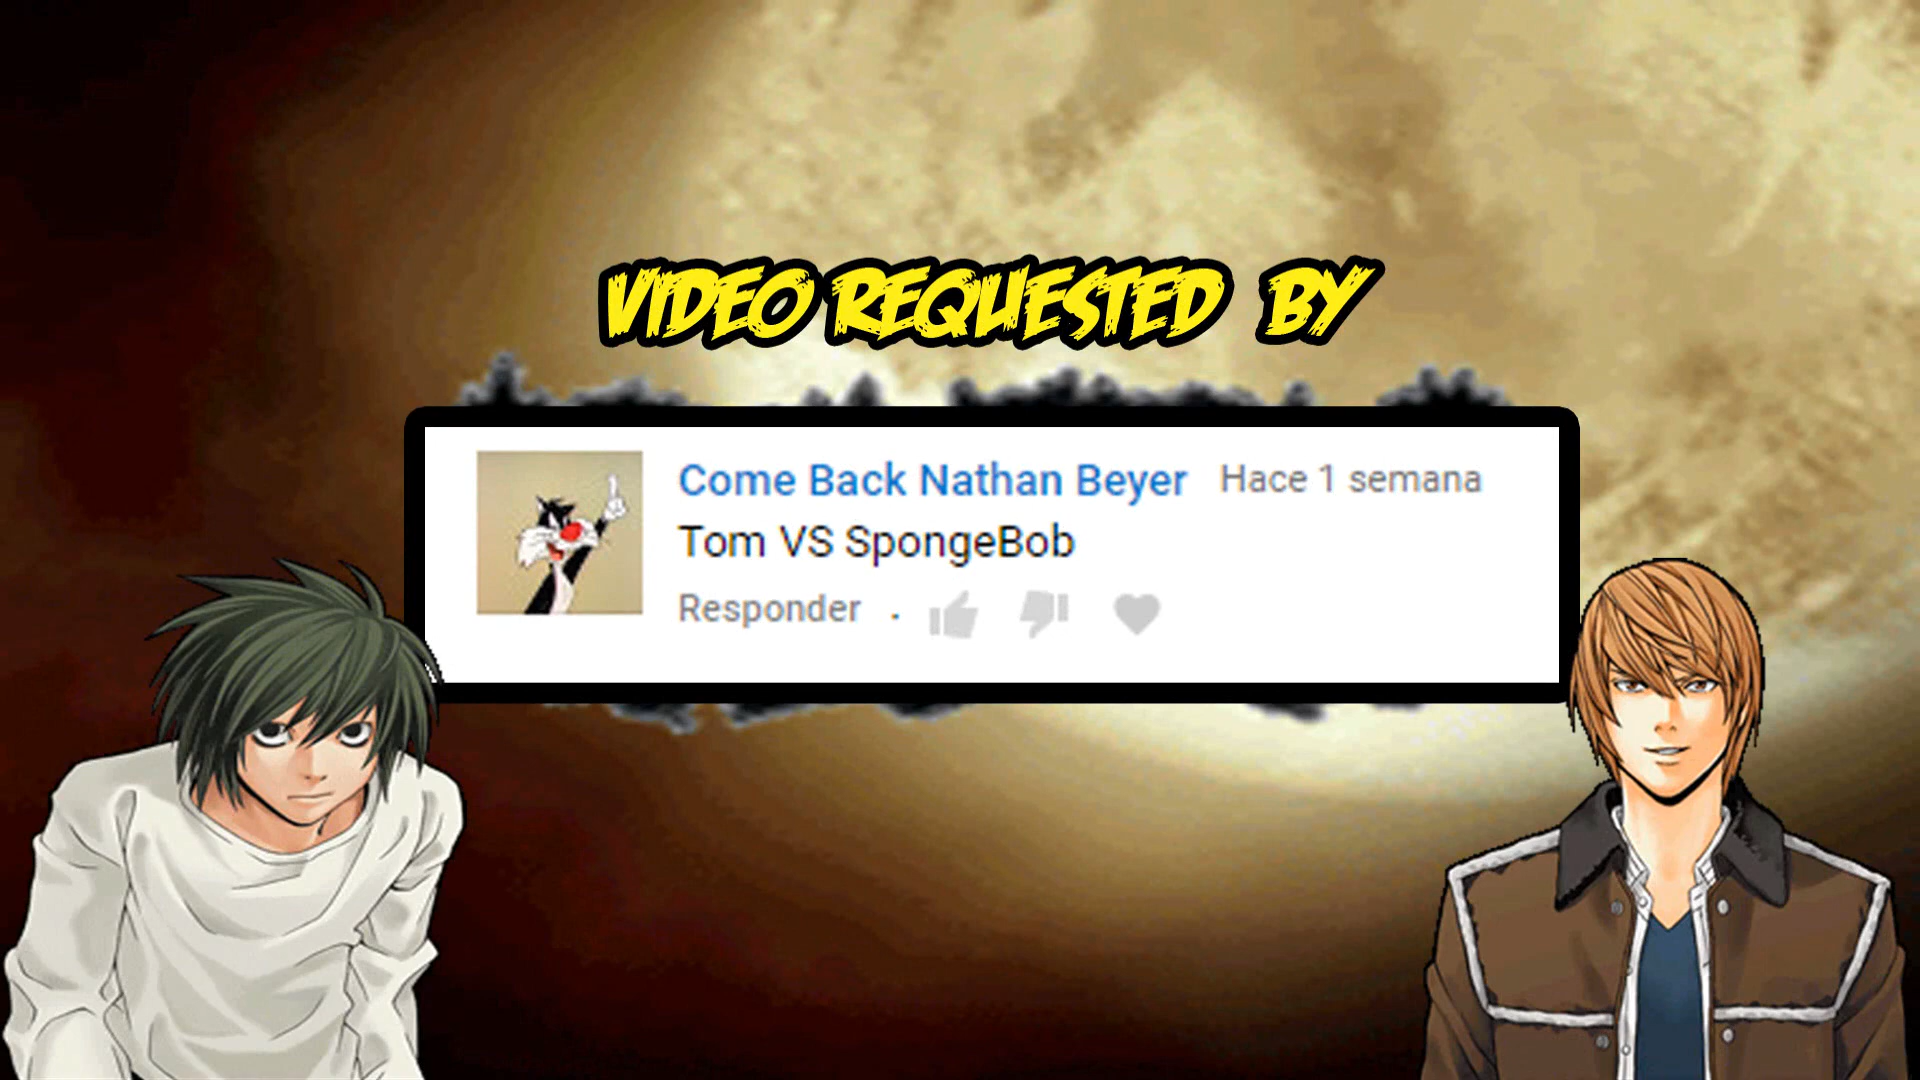 VIDEO REQUESTED BY
Come Back Nathan Beyer Hace 1 semana
Tom VS SpongeBob
Responder .